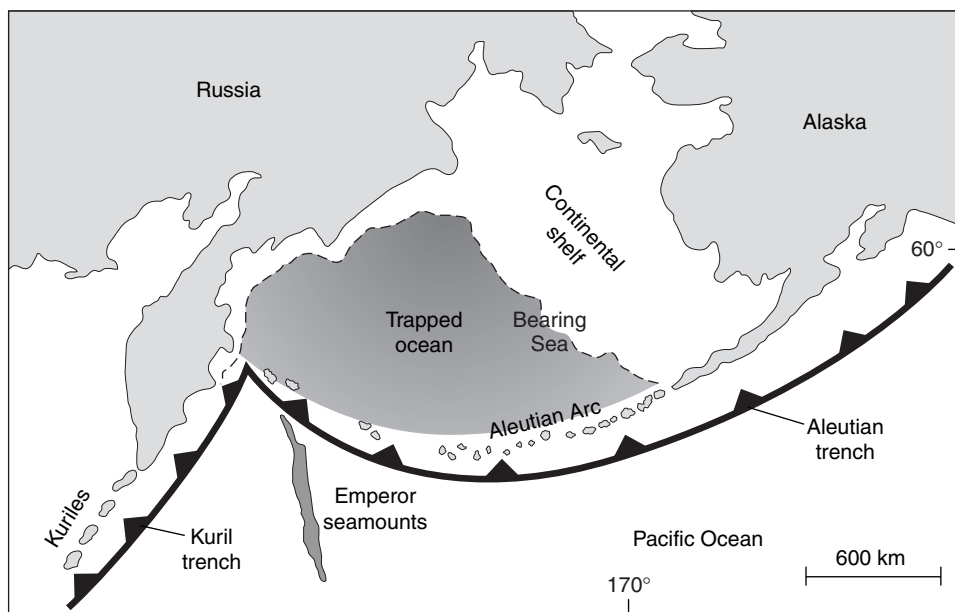 Russia
Alaska
Continental
shelf
60°
Trapped
ocean
Bearing
Sea
Aleutian Arc
Aleutian
trench
Kuriles
Emperor
seamounts
Kuril
trench
Pacific Ocean
600 km
170°